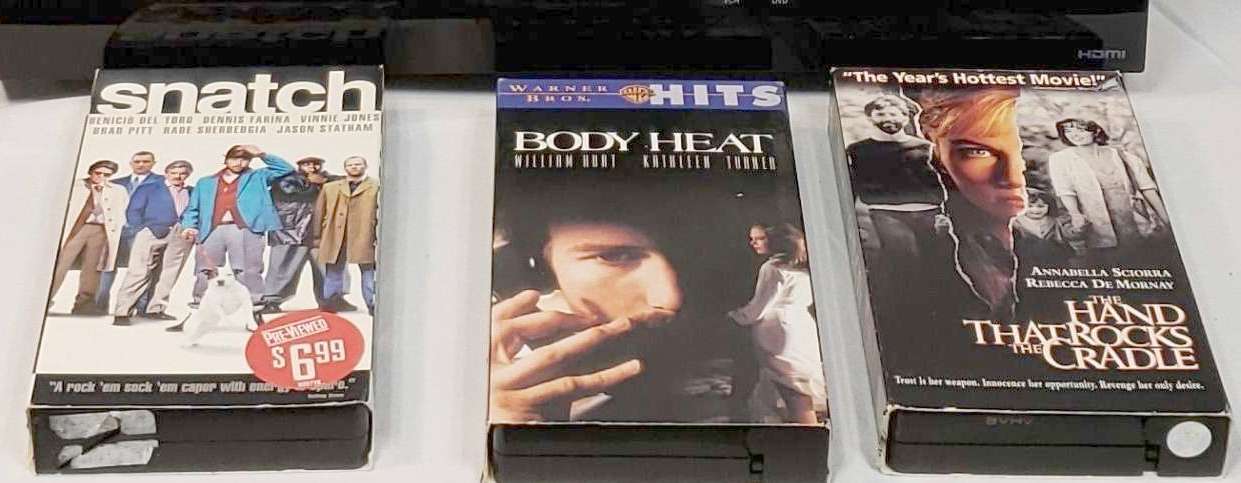 DVD
HDMI
snatch
BENICIO DEL TORO DENNIS FARINA VINNIE JONES
BRAD PITT RADE SHERBEDGIA JASON STATHAM
PRE-VIEWED
$6.99
"A rock 'em sock 'em caper with energy
WARNER BROS. HITS
BODY HEAT
WILLIAM HURT KATHLEEN TURNER
"The Year's Hottest Movie!"
ANNABELLA SCIORRA
REBECCA DE MORNAY
THE
HAND
THAT ROCKS
THE CRADLE
Trust is her weapon. Innocence her opportunity. Revenge her only desire.